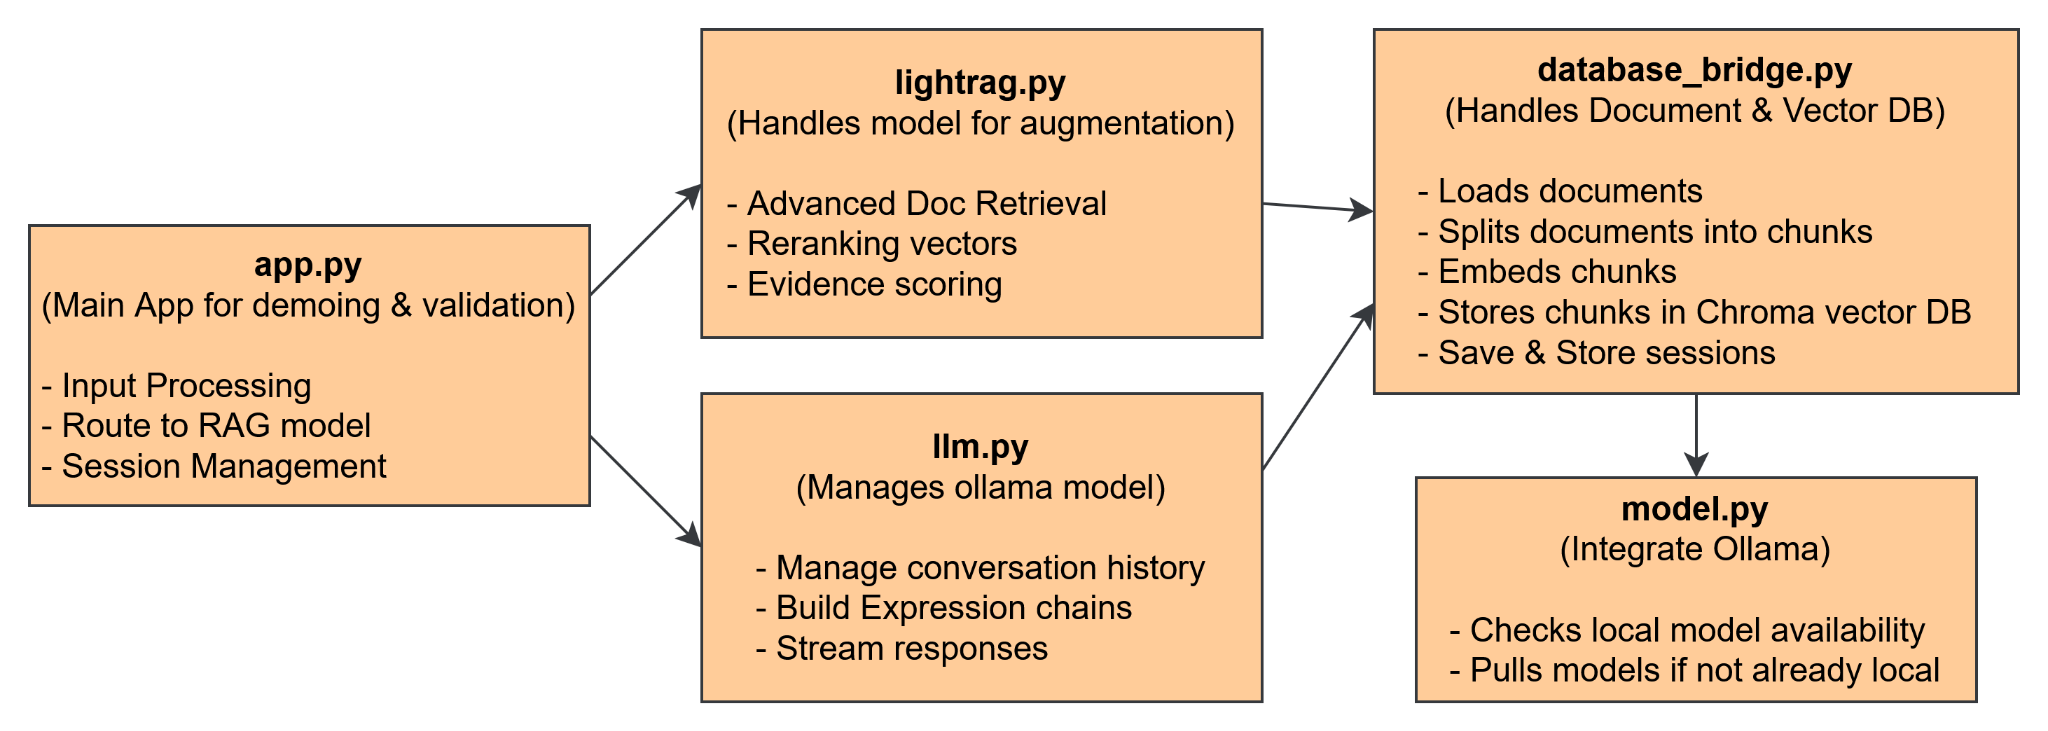 app.py
(Main App for demoing & validation)
- Input Processing
- Route to RAG model
- Session Management
lightrag.py
(Handles model for augmentation)
- Advanced Doc Retrieval
- Reranking vectors
- Evidence scoring
llm.py
(Manages ollama model)
- Manage conversation history
- Build Expression chains
- Stream responses
database_bridge.py
(Handles Document & Vector DB)
- Loads documents
- Splits documents into chunks
- Embeds chunks
- Stores chunks in Chroma vector DB
- Save & Store sessions
model.py
(Integrate Ollama)
- Checks local model availability
- Pulls models if not already local